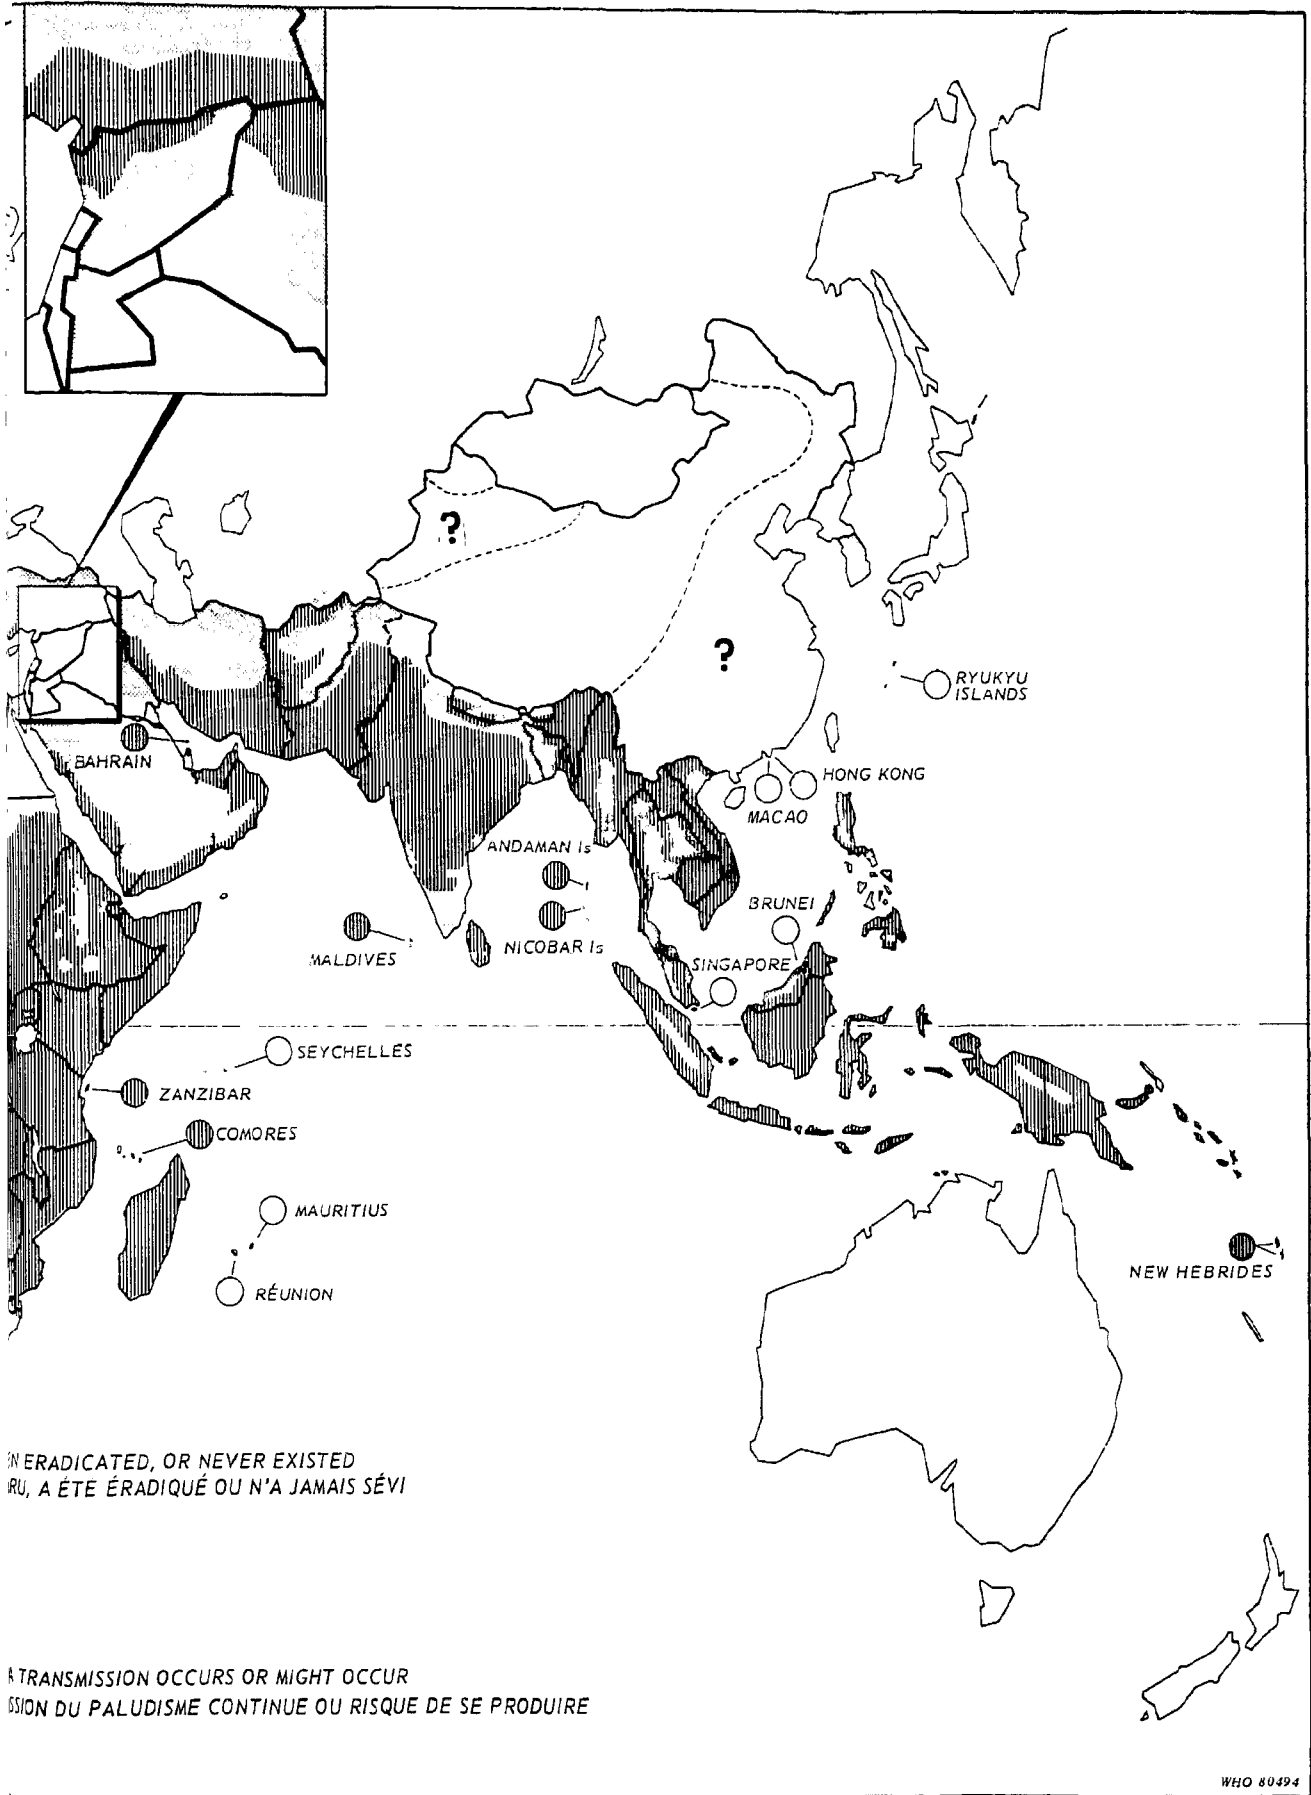 ?
?
RYUKYU
ISLANDS
BAHRAIN
HONG KONG
MACAO
ANDAMAN Is
BRUNEI
NICOBAR Is
MALDIVES
SINGAPORE
SEYCHELLES
ZANZIBAR
COMORES
MAURITIUS
NEW HEBRIDES
RÉUNION
ERADICATED, OR NEVER EXISTED
A ÉTÉ ÉRADIQUÉ OU N'A JAMAIS SÉVI
TRANSMISSION OCCURS OR MIGHT OCCUR
SSION DU PALUDISME CONTINUE OU RISQUE DE SE PRODUIRE
WHO 80494